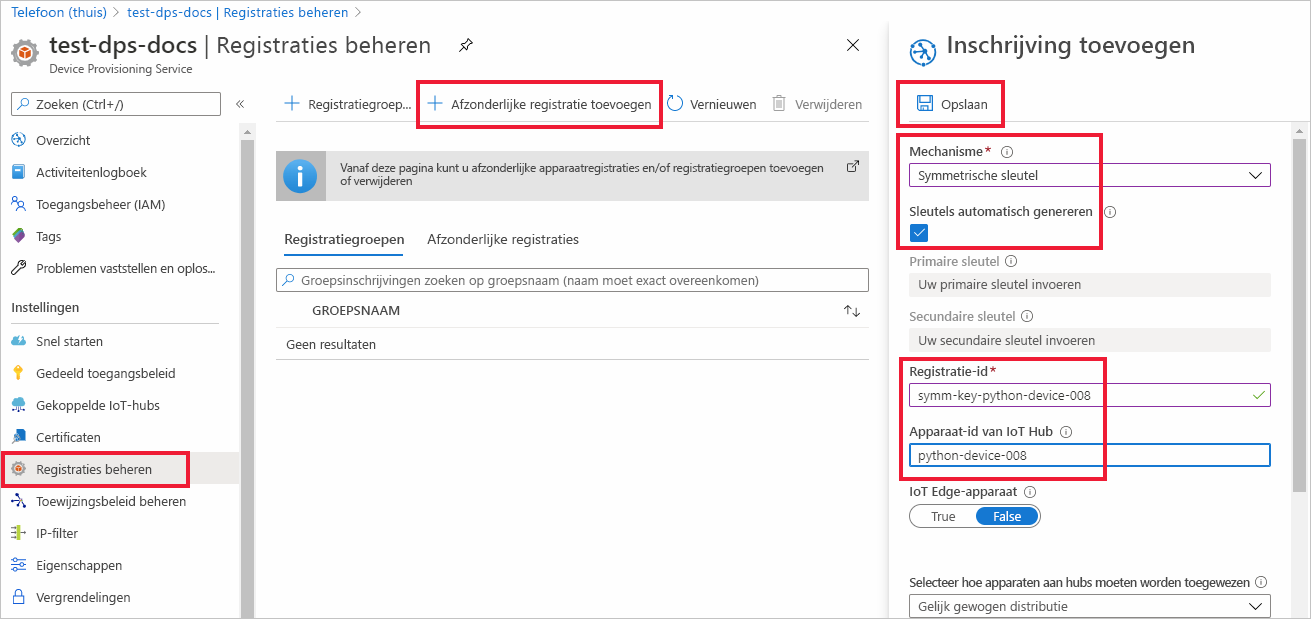 Telefoon (thuis) > test-dps-docs | Registraties beheren >
test-dps-docs | Registraties beheren
Device Provisioning Service
Zoeken (Ctrl+/)
Overzicht
Activiteitenlogboek
Toegangsbeheer (IAM)
Tags
Problemen vaststellen en oplos...
Instellingen
Snel starten
Gedeeld toegangsbeleid
Gekoppelde IoT-hubs
Certificaten
Registraties beheren
Toewijzingsbeleid beheren
IP-filter
Eigenschappen
Vergrendelingen
Registratiegroep... Afzonderlijke registratie toevoegen Vernieuwen Verwijderen
Vanaf deze pagina kunt u afzonderlijke apparaatregistraties en/of registratiegroepen toevoegen
of verwijderen
Registratiegroepen Afzonderlijke registraties
Groepsinschrijvingen zoeken op groepsnaam (naam moet exact overeenkomen)
GROEPSNAAM
Geen resultaten
Inschrijving toevoegen
Opslaan
Mechanisme*
Symmetrische sleutel
Sleutels automatisch genereren
Primaire sleutel
Uw primaire sleutel invoeren
Secundaire sleutel
Uw secundaire sleutel invoeren
Registratie-id*
symm-key-python-device-008
Apparaat-id van IoT Hub
python-device-008
IoT Edge-apparaat
True False
Selecteer hoe apparaten aan hubs moeten worden toegewezen
Gelijk gewogen distributie